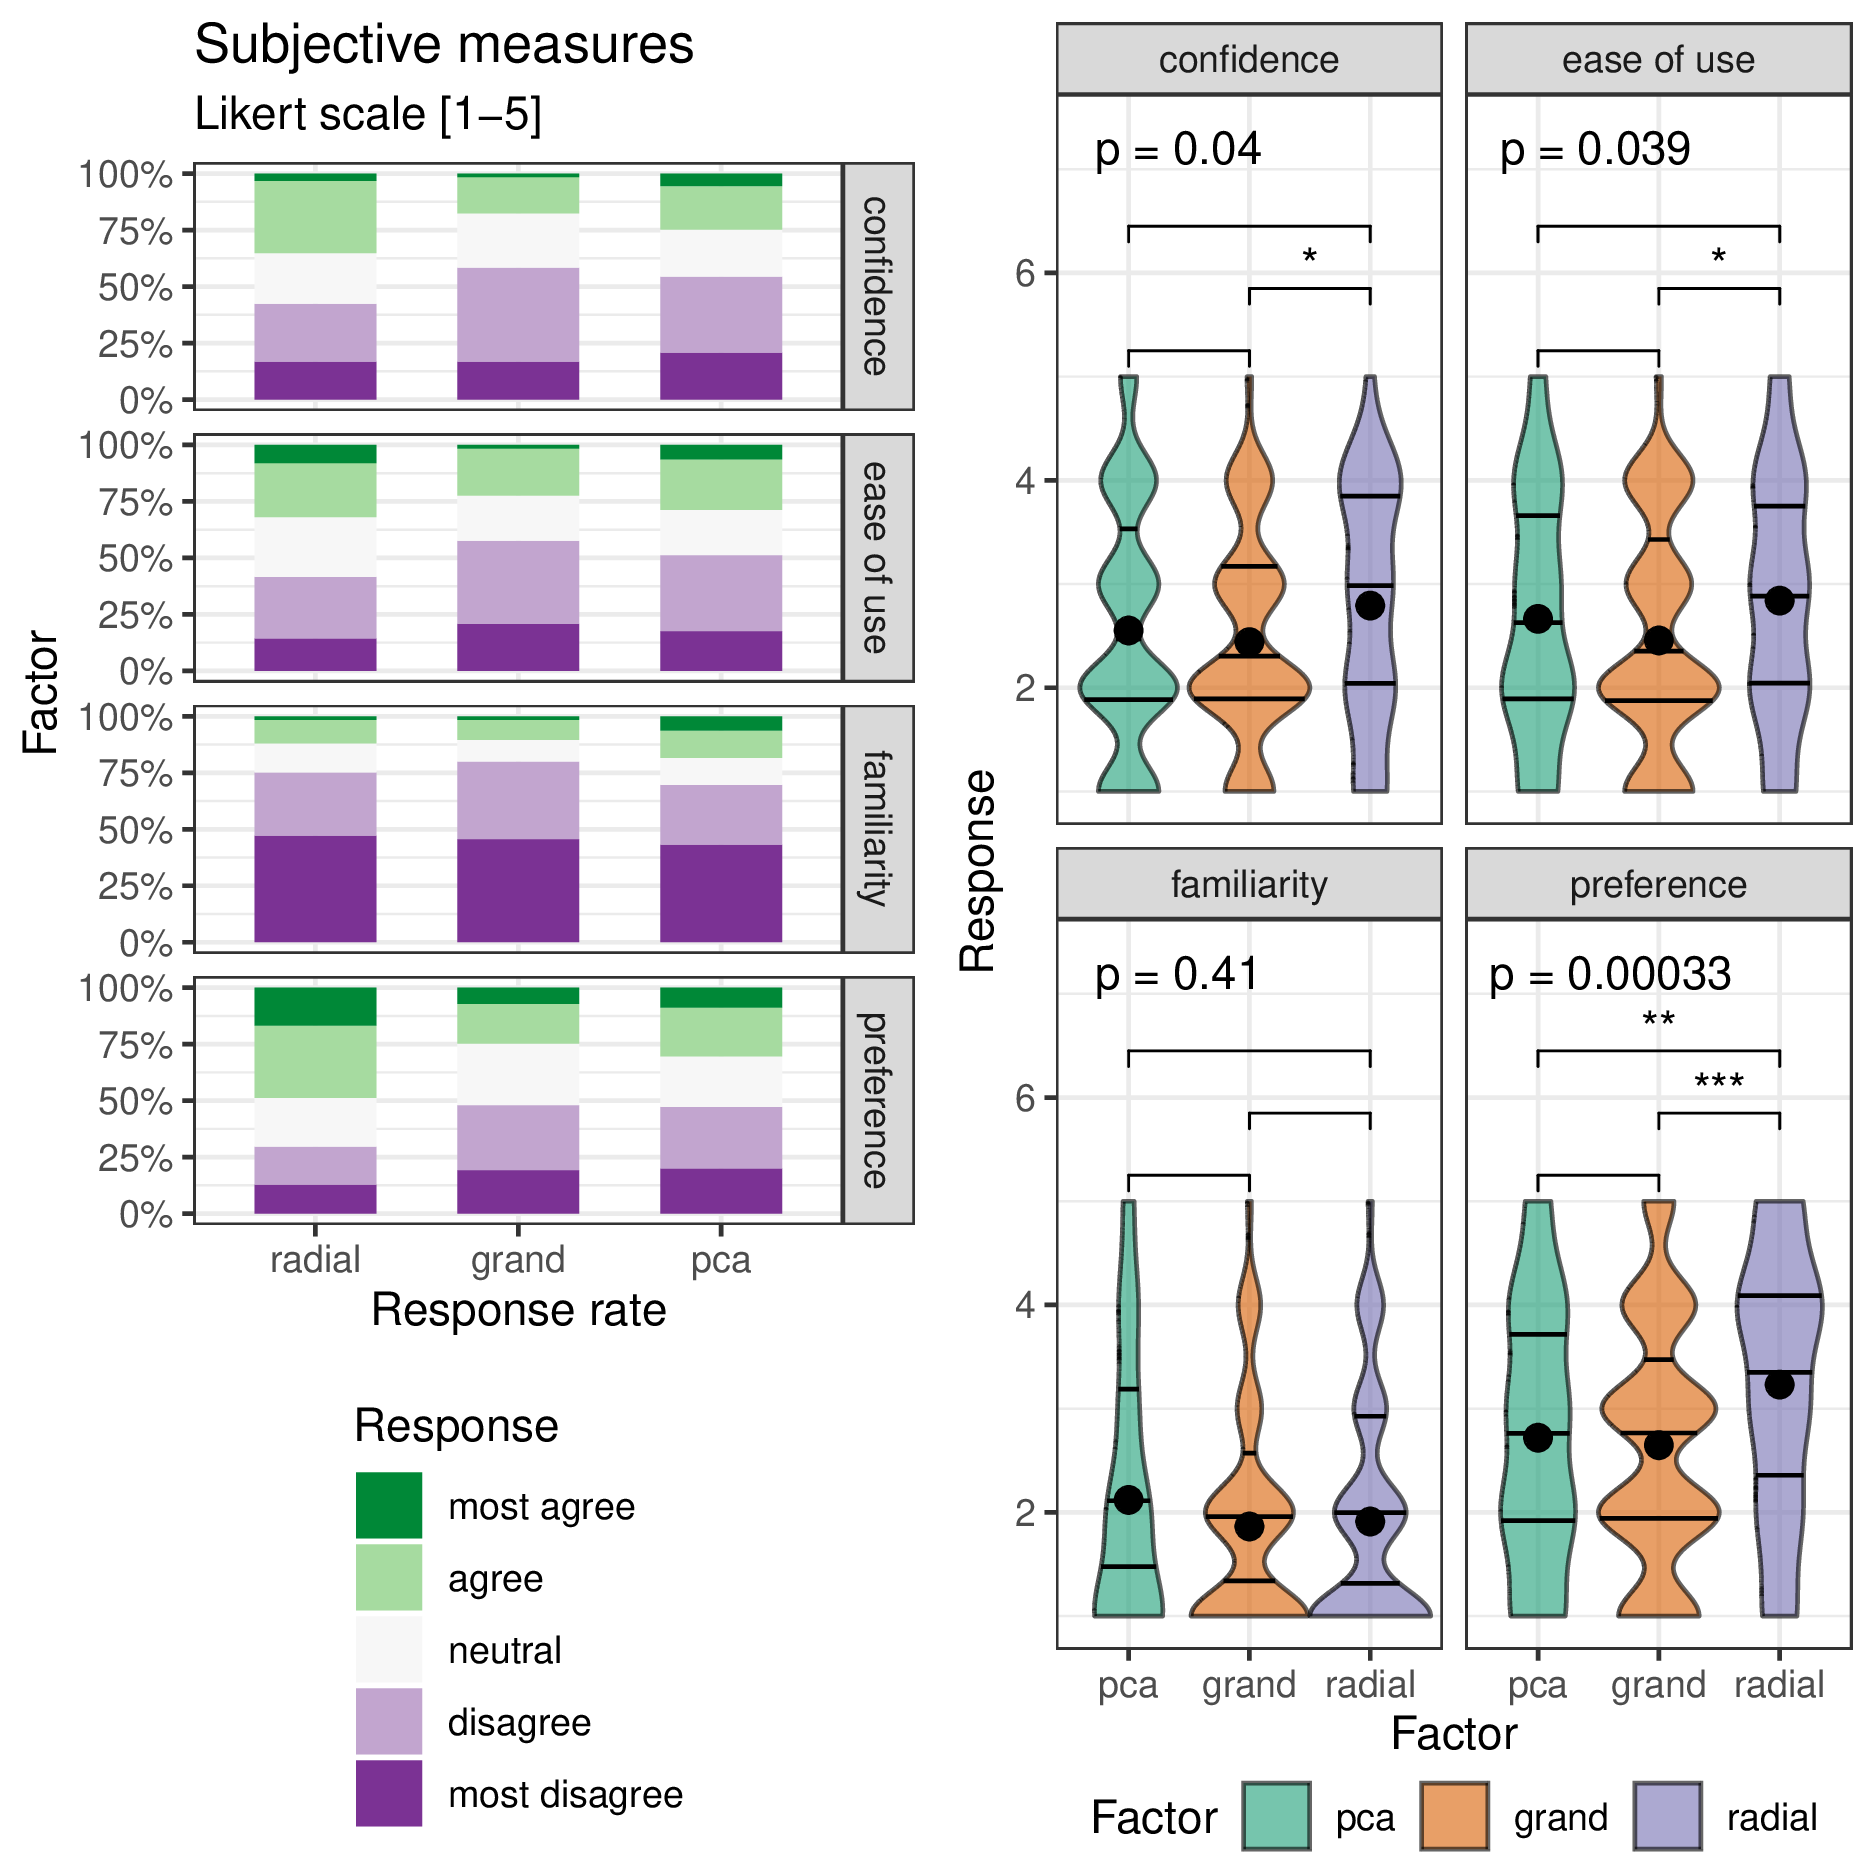 Subjective measures
Likert scale [1−5]
Factor
100%
75%
50%
25%
0%
confidence
100%
75%
50%
25%
0%
ease of use
100%
75%
50%
25%
0%
familiarity
100%
75%
50%
25%
0%
preference
radial grand pca
Response rate
Response
most agree
agree
neutral
disagree
most disagree
Response
confidence
p = 0.04
*
6
4
2
ease of use
p = 0.039
*
familiarity
p = 0.41
6
4
2
preference
p = 0.00033
**
***
pca grand radial
pca grand radial
Factor
Factor pca grand radial